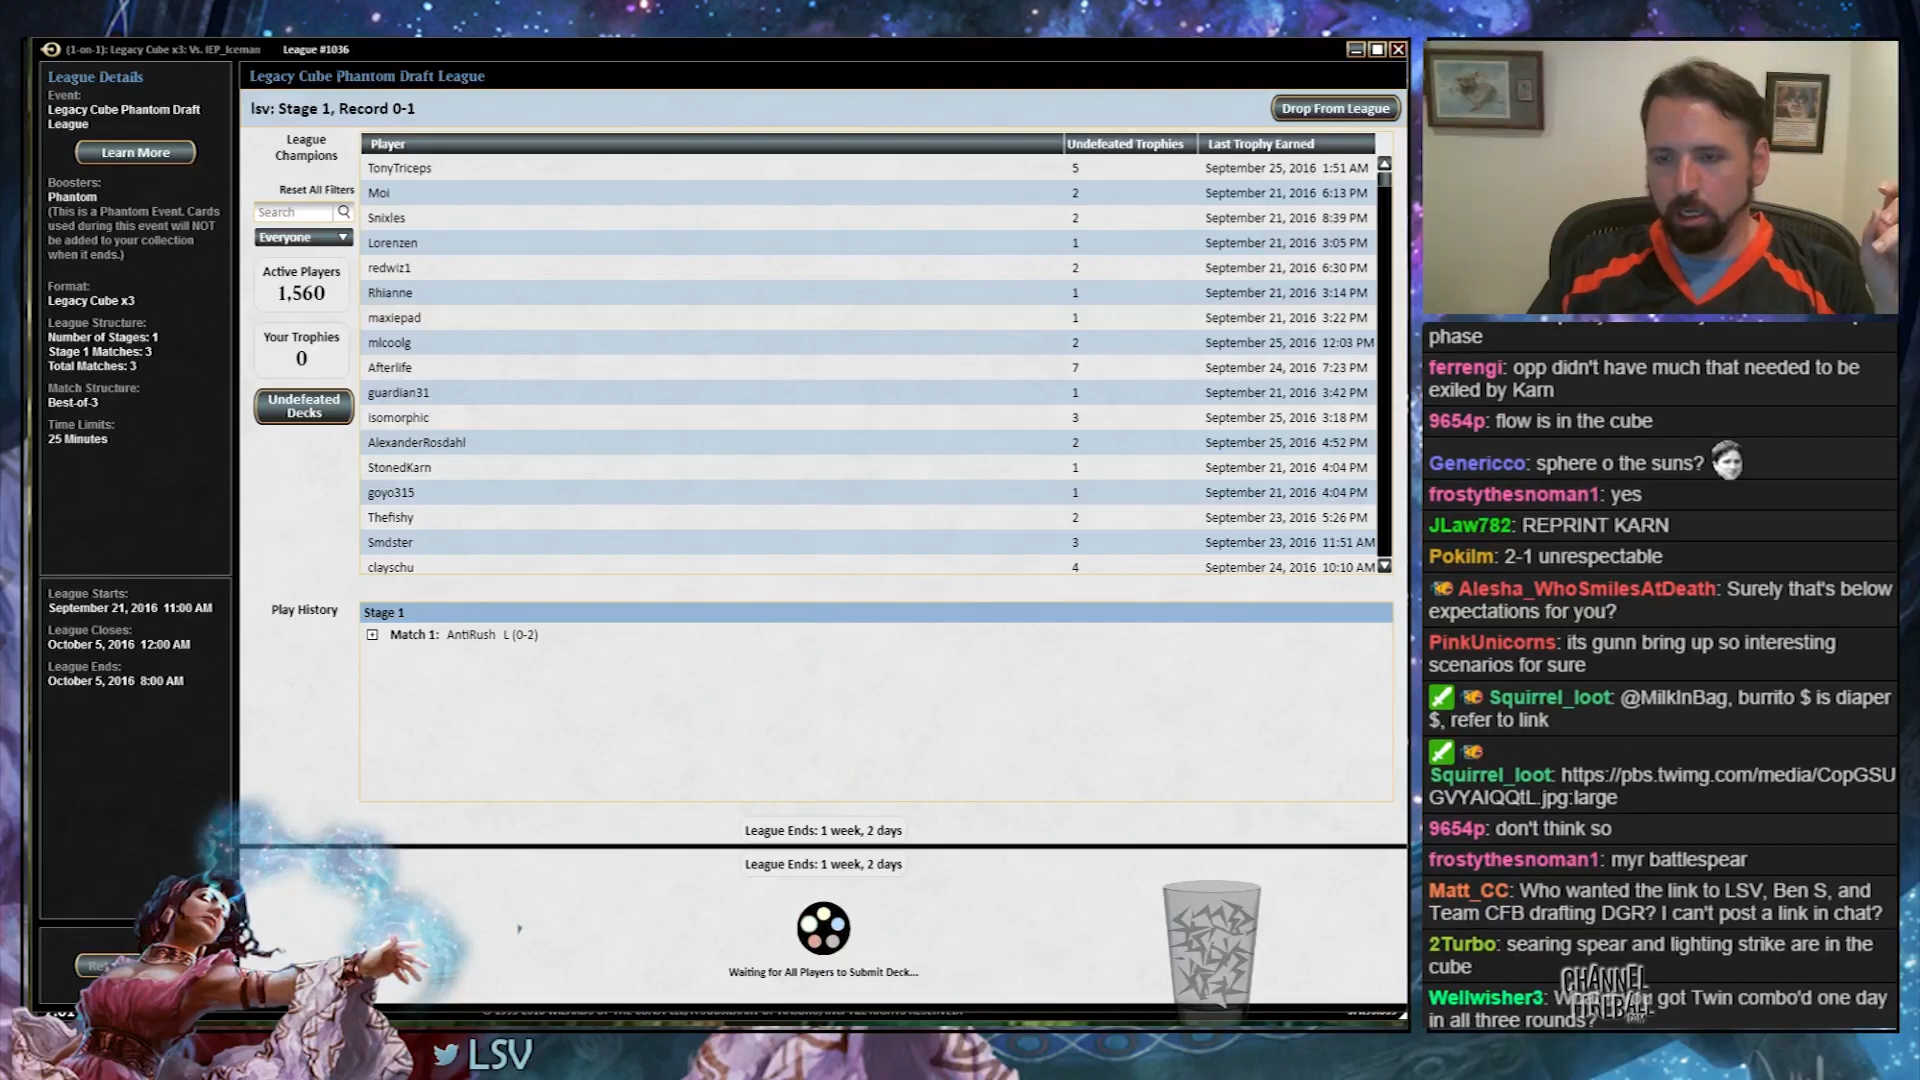 (1-on-1): Legacy Cube x3: Vs. IEP_Iceman League #1036
League Details
Event:
Legacy Cube Phantom Draft
League
Learn More
Boosters:
Phantom
(This is a Phantom Event. Cards
used during this event will NOT
be added to your collection
when it ends.)
Format:
Legacy Cube x3
League Structure:
Number of Stages: 1
Stage 1 Matches: 3
Total Matches: 3
Match Structure:
Best-of-3
Time Limits:
25 Minutes
League Starts:
September 21, 2016 11:00 AM
League Closes:
October 5, 2016 12:00 AM
League Ends:
October 5, 2016 8:00 AM
Legacy Cube Phantom Draft League
lsv: Stage 1, Record 0-1
Drop From League
League
Champions
Reset All Filters
Search
Everyone
Active Players
1,560
Your Trophies
0
Undefeated
Decks
Player Undefeated Trophies Last Trophy Earned
TonyTriceps 5 September 25, 2016 1:51 AM
Moi 2 September 21, 2016 6:13 PM
Snixles 2 September 21, 2016 8:39 PM
Lorenzen 1 September 21, 2016 3:05 PM
redwiz1 2 September 21, 2016 6:30 PM
Rhianne 1 September 21, 2016 3:14 PM
maxiepad 1 September 21, 2016 3:22 PM
mlcoolg 2 September 25, 2016 12:03 PM
Afterlife 7 September 24, 2016 7:23 PM
guardian31 1 September 21, 2016 3:42 PM
isomorphic 3 September 25, 2016 3:18 PM
AlexanderRosdahl 2 September 25, 2016 4:52 PM
StonedKarn 1 September 21, 2016 4:04 PM
goyo315 1 September 21, 2016 4:04 PM
Thefishy 2 September 23, 2016 5:26 PM
Smdster 3 September 23, 2016 11:51 AM
clayschu 4 September 24, 2016 10:10 AM
Play History
Stage 1
Match 1: AntiRush L (0-2)
League Ends: 1 week, 2 days
League Ends: 1 week, 2 days
Waiting for All Players to Submit Deck...
LSV
phase
ferrengi: opp didn't have much that needed to be
exiled by Karn
9654p: flow is in the cube
Genericco: sphere o the suns?
frostythesnoman1: yes
JLaw782: REPRINT KARN
Pokilm: 2-1 unrespectable
Alesha_WhoSmilesAtDeath: Surely that's below
expectations for you?
PinkUnicorns: its gunn bring up so interesting
scenarios for sure
Squirrel_loot: @MilkInBag, burrito $ is diaper
$, refer to link
Squirrel_loot: https://pbs.twimg.com/media/CopGSU
GVYAIQQtL.jpg:large
9654p: don't think so
frostythesnoman1: myr battlespear
Matt_CC: Who wanted the link to LSV, Ben S, and
Team CFB drafting DGR? I can't post a link in chat?
2Turbo: searing spear and lighting strike are in the
cube
Wellwisher3: got Twin combo'd one day
in all three rounds?
CHANNEL
FIREBALL
.com